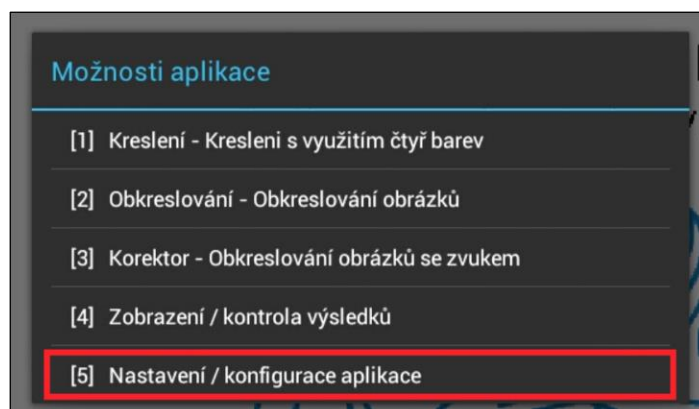 Možnosti aplikace
[1] Kreslení - Kresleni s využitím čtyř barev
[2] Obkreslování - Obkreslování obrázků
[3] Korektor - Obkreslování obrázků se zvukem
[4] Zobrazení / kontrola výsledků
[5] Nastavení / konfigurace aplikace